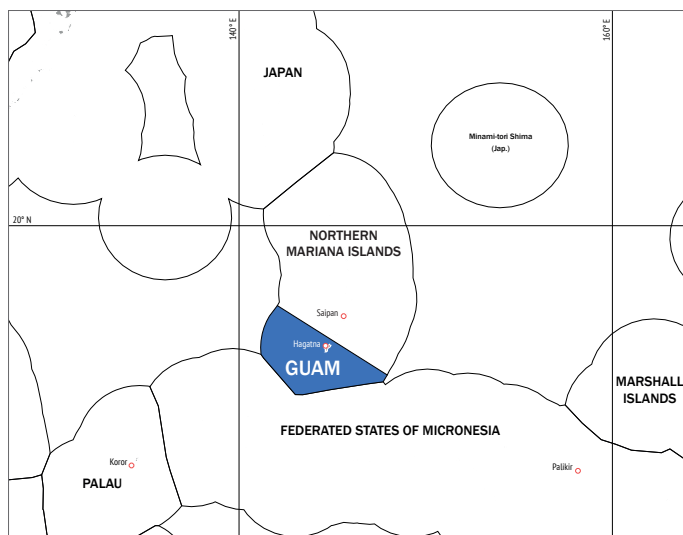 140° E
160° E
JAPAN
Minami-tori Shima
(Jap.)
20° N
NORTHERN
MARIANA ISLANDS
Saipan
Hagatna
GUAM
MARSHALL
ISLANDS
FEDERATED STATES OF MICRONESIA
Koror
Palikir
PALAU